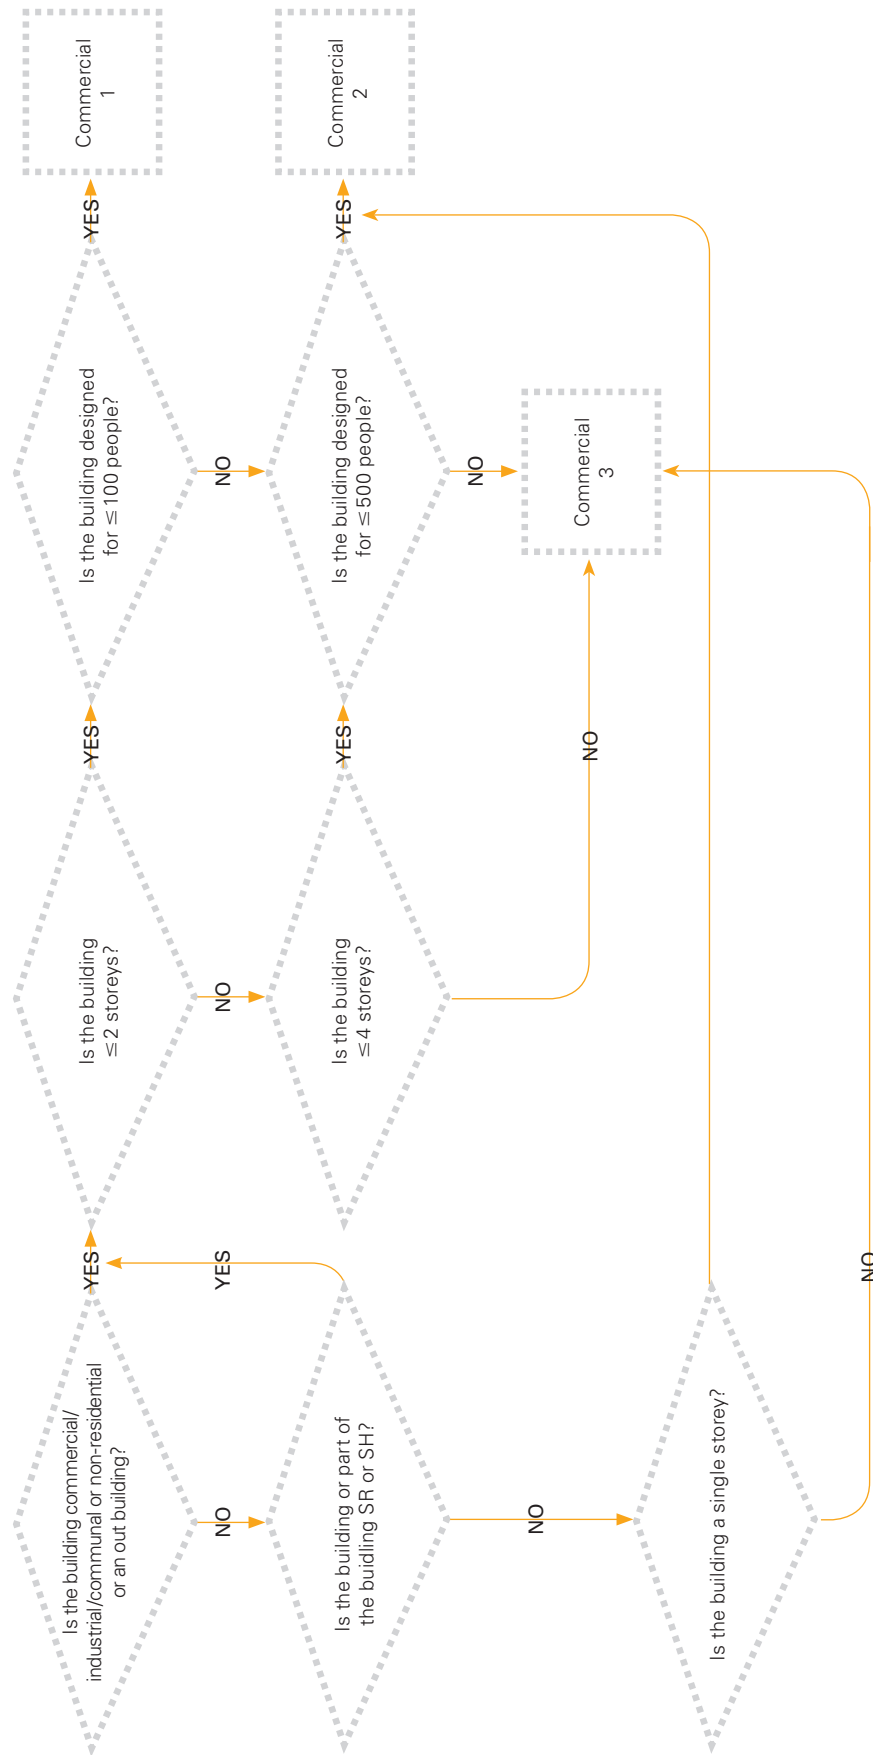 Is the building commercial/
industrial/communal or non-residential
or an out building?
YES
Is the building
≤2 storeys?
YES
Is the building designed
for ≤100 people?
YES
Commercial
1
NO
YES
NO
NO
Is the building or part of
the buidling SR or SH?
Is the building
≤4 storeys?
YES
Is the building designed
for ≤500 people?
YES
Commercial
2
NO
NO
NO
Commercial
3
Is the building a single storey?
NO